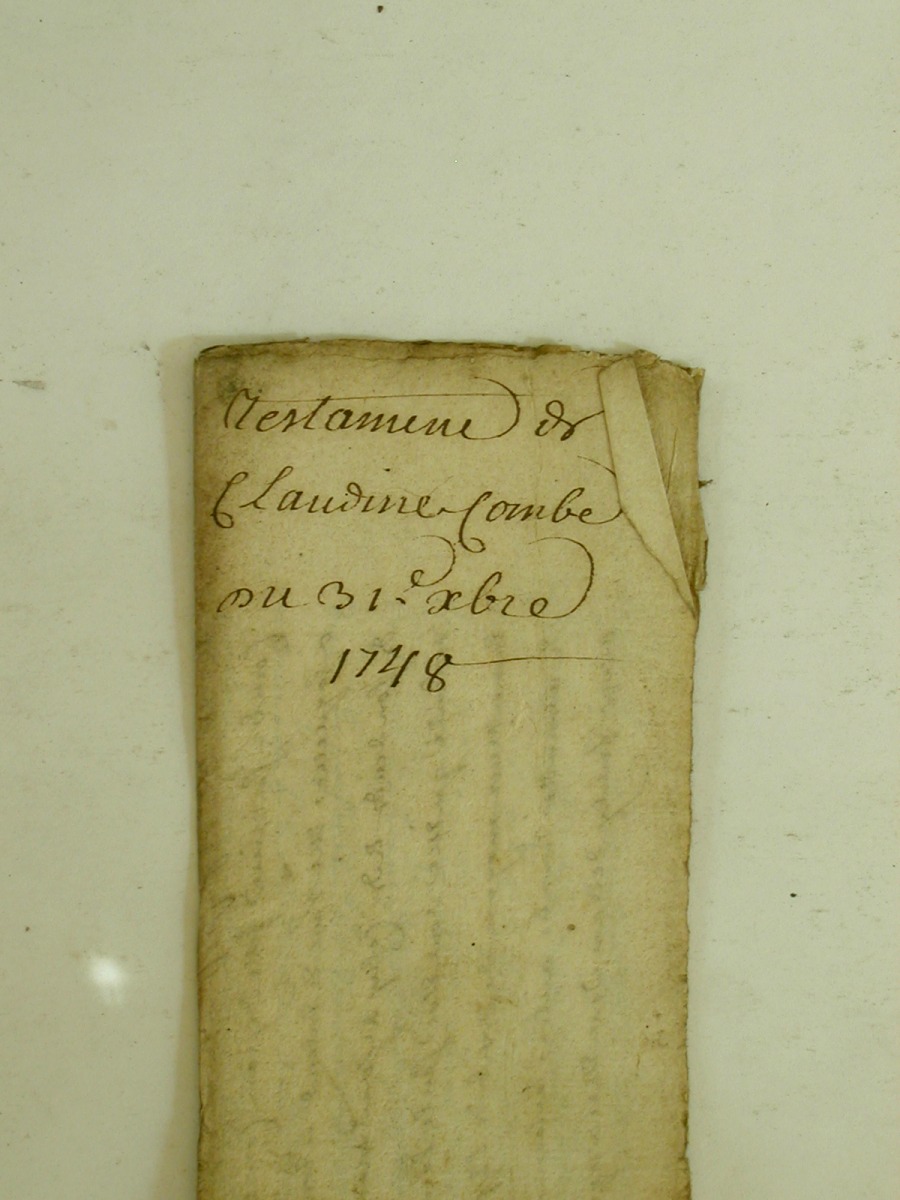 Testament de
Claudine Combe
du 31.e xbre
1748